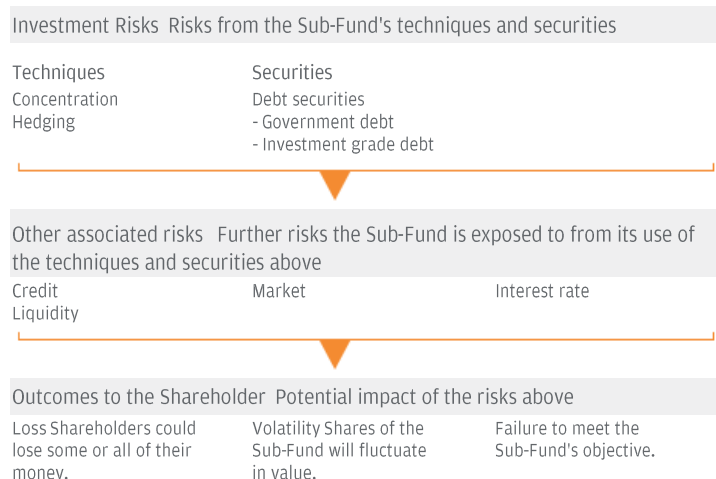 Investment Risks Risks from the Sub-Fund's techniques and securities
Techniques
Concentration
Hedging
Securities
Debt securities
- Government debt
- Investment grade debt
Other associated risks Further risks the Sub-Fund is exposed to from its use of
the techniques and securities above
Credit
Liquidity
Market
Interest rate
Outcomes to the Shareholder Potential impact of the risks above
Loss Shareholders could
lose some or all of their
money.
Volatility Shares of the
Sub-Fund will fluctuate
in value.
Failure to meet the
Sub-Fund's objective.